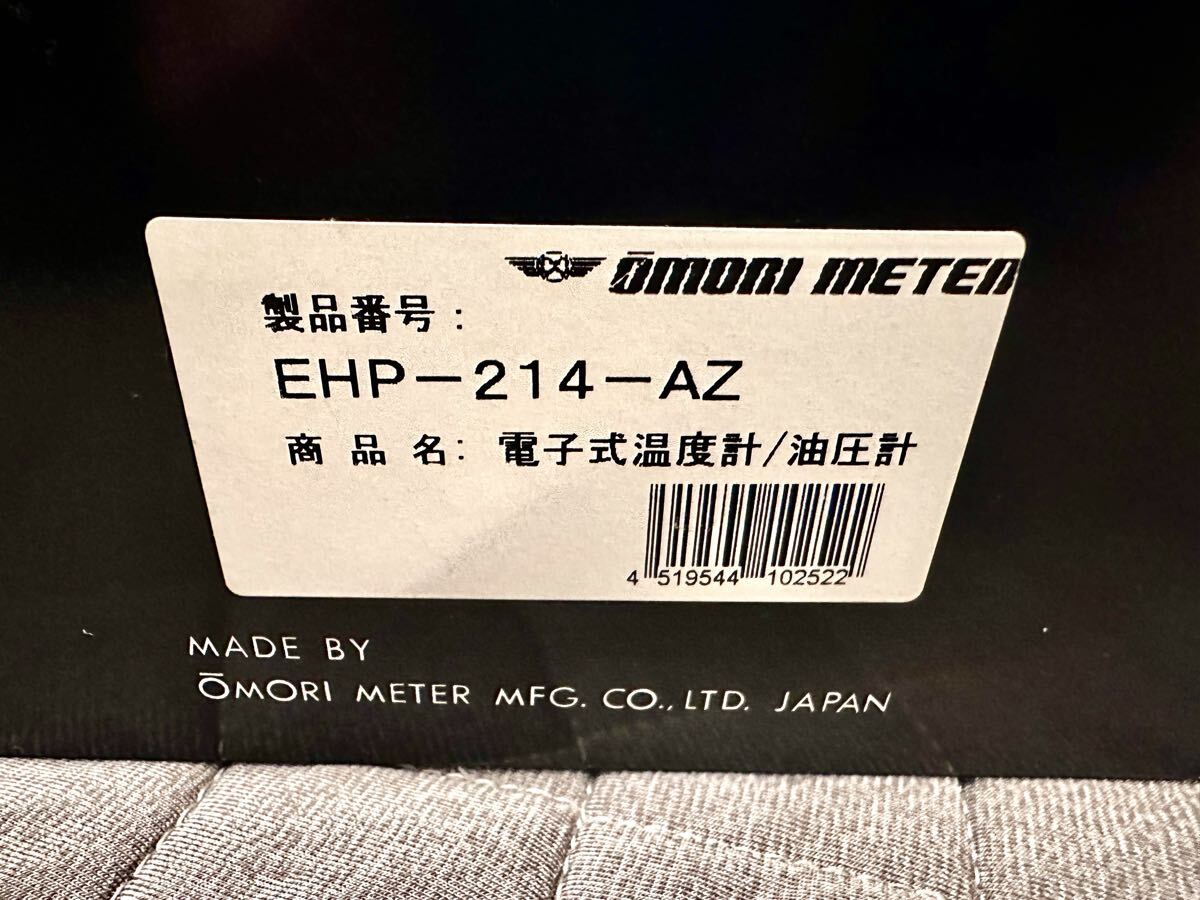 ŌMORI METER
製品番号：
EHP－214－AZ
商品名：電子式温度計/油圧計
4 519544 102522
MADE BY
ŌMORI METER MFG. CO., LTD. JAPAN